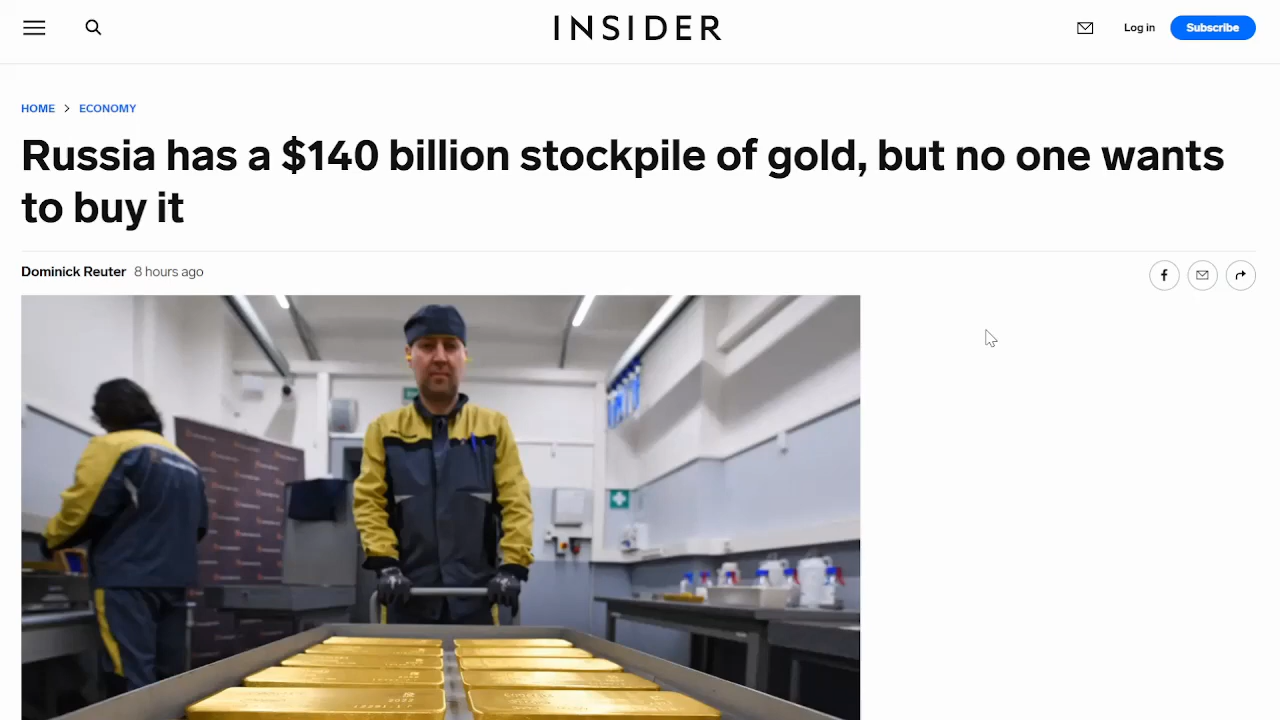 INSIDER
Log in
Subscribe
HOME > ECONOMY
Russia has a $140 billion stockpile of gold, but no one wants
to buy it
Dominick Reuter 8 hours ago